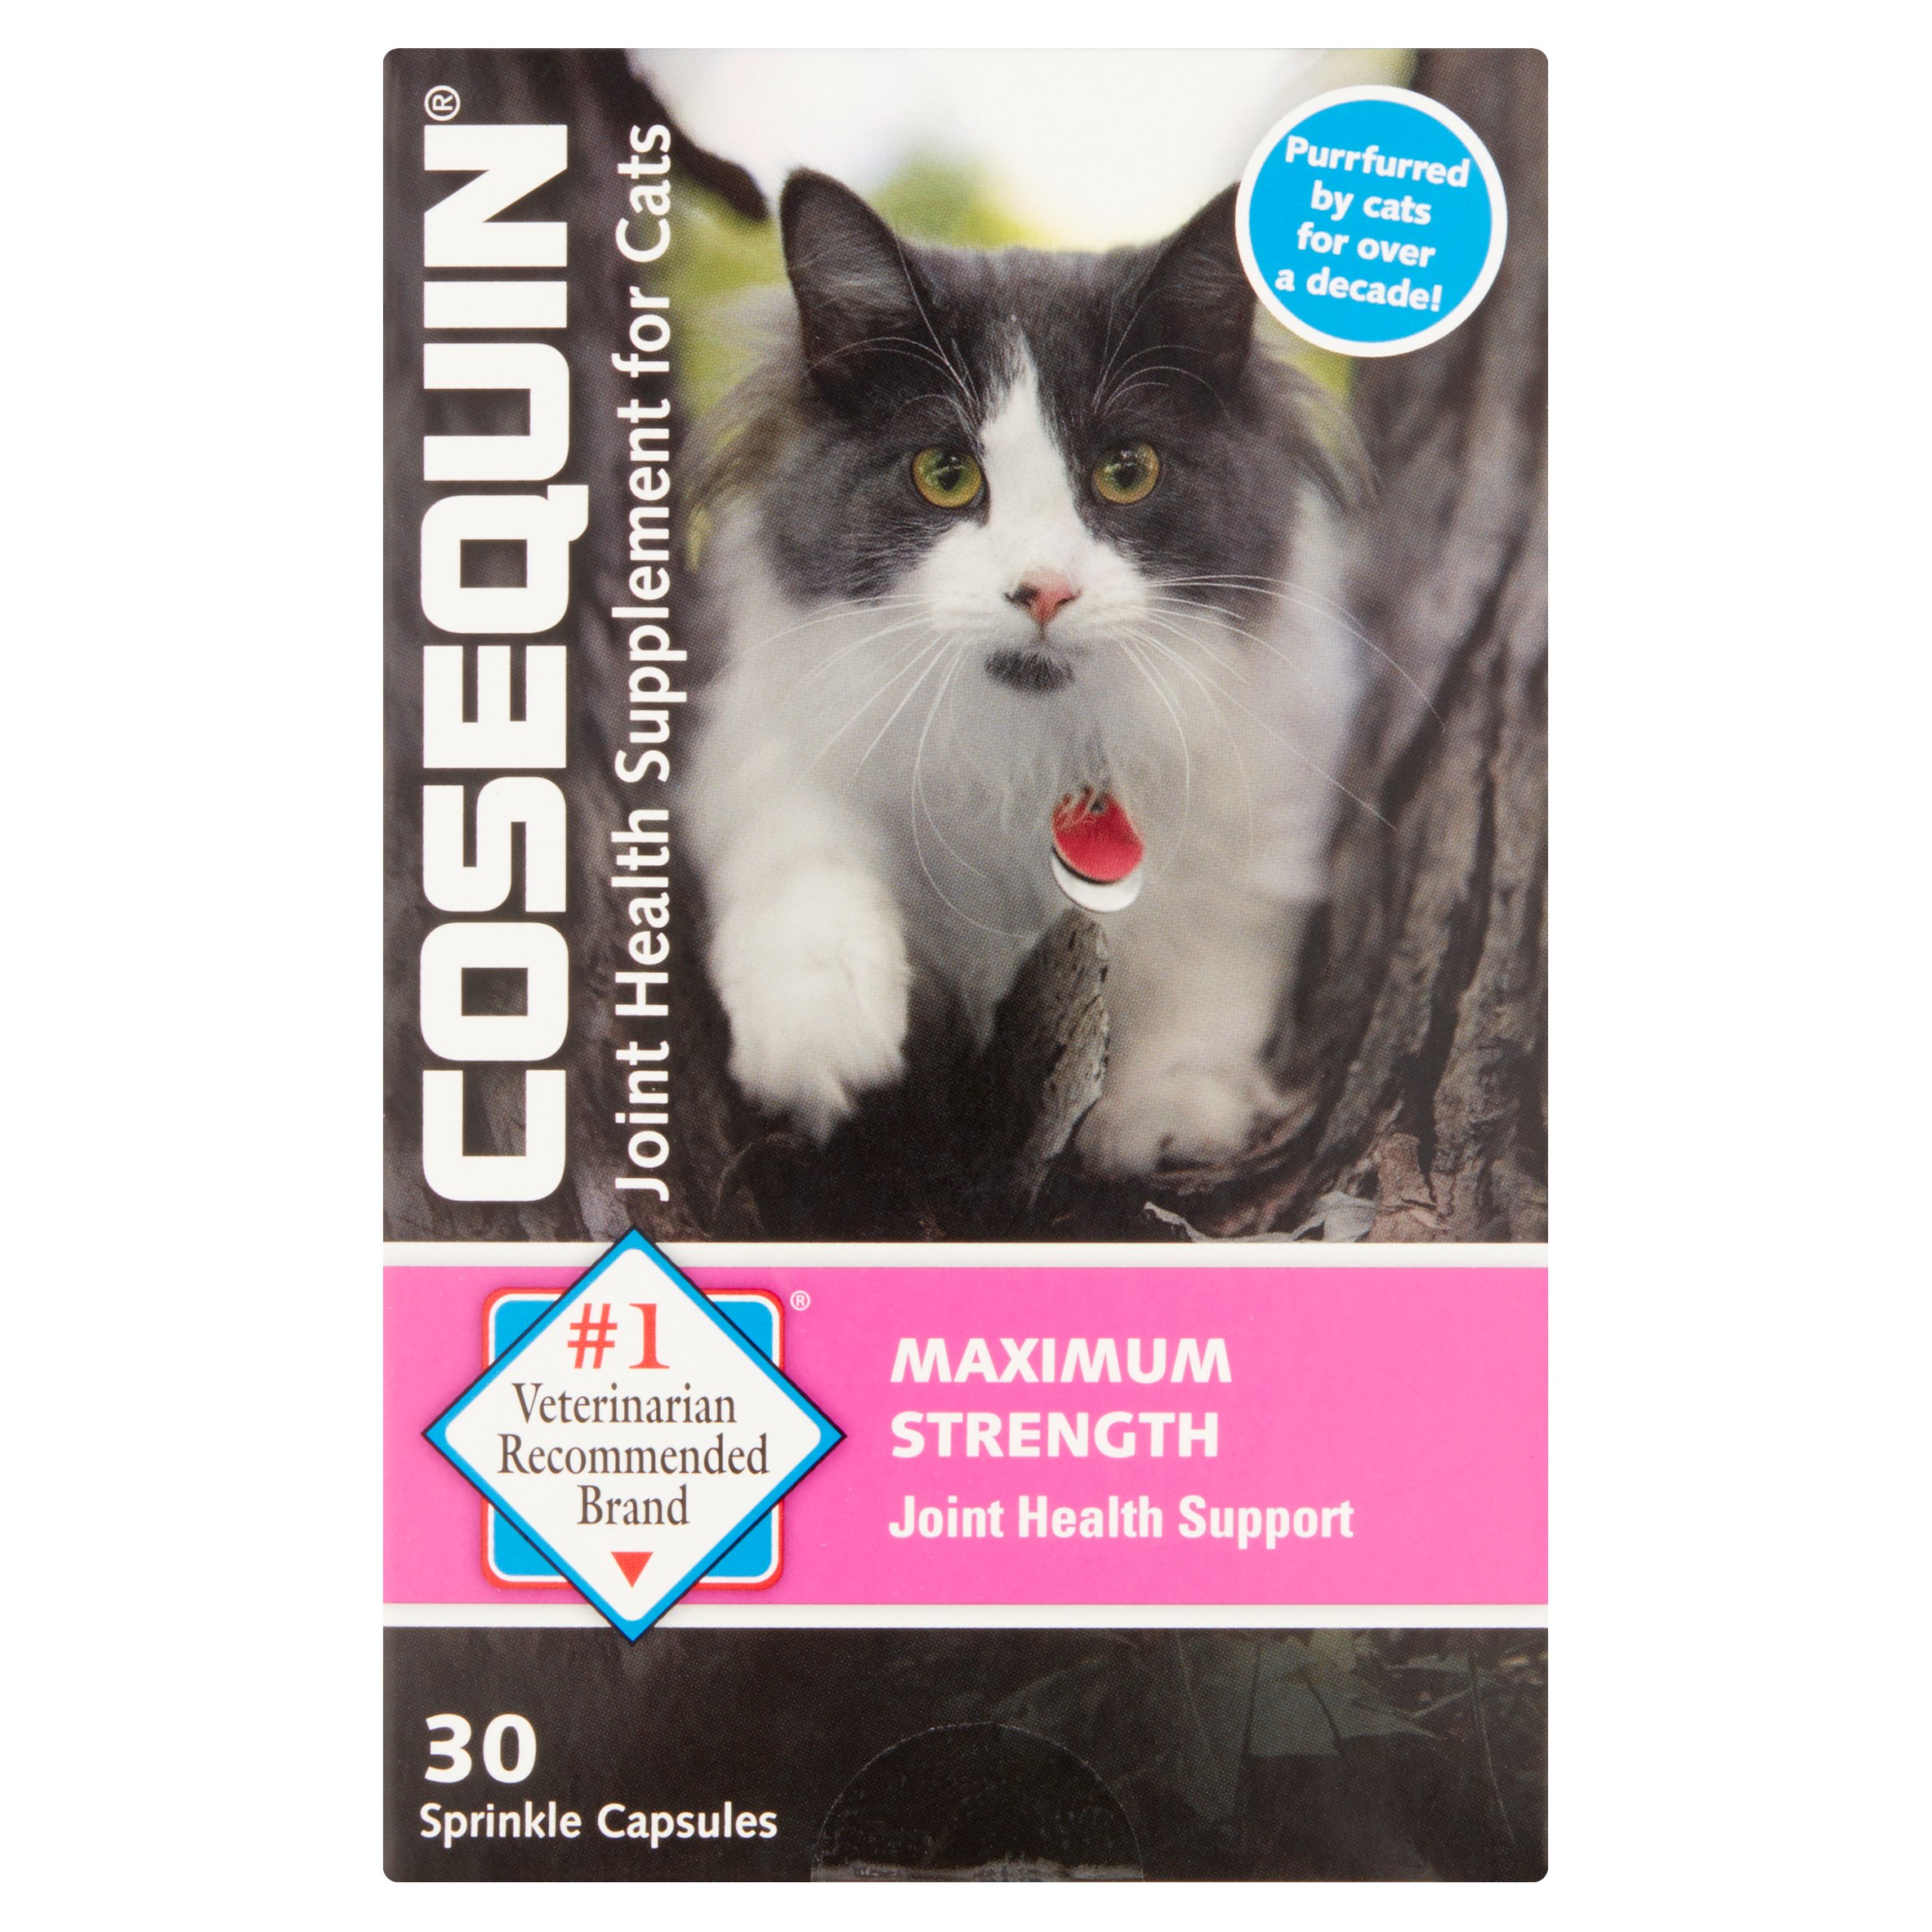 COSEQUIN®
Joint Health Supplement for Cats
Purrfurred
by cats
for over
a decade!
#1
Veterinarian
Recommended
Brand
®
MAXIMUM
STRENGTH
Joint Health Support
30
Sprinkle Capsules